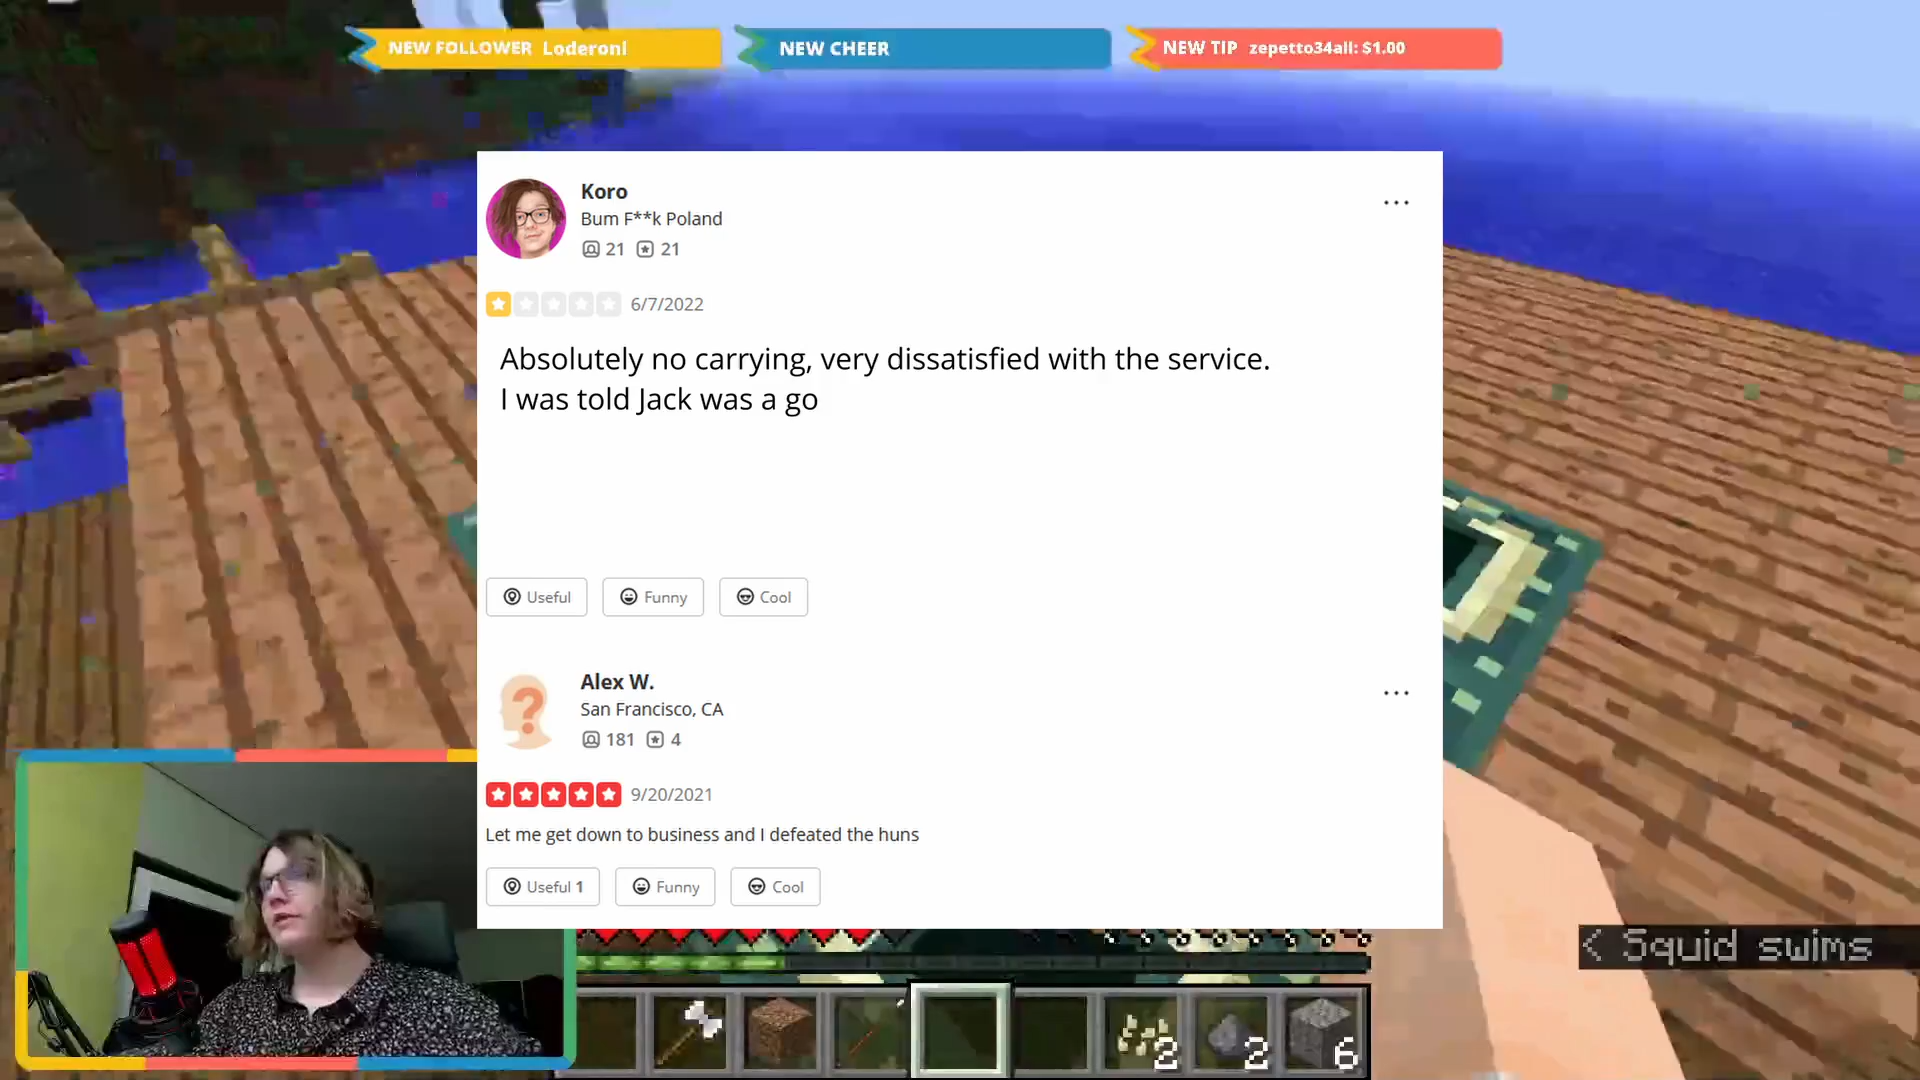 NEW FOLLOWER Loderonl
NEW CHEER
NEW TIP zepetto34all: $1.00
Koro
Bum F**k Poland
21 21
6/7/2022
Absolutely no carrying, very dissatisfied with the service.
I was told Jack was a go
Useful Funny Cool
Alex W.
San Francisco, CA
181 4
9/20/2021
Let me get down to business and I defeated the huns
Useful 1 Funny Cool
< Squid swims
2 2 6